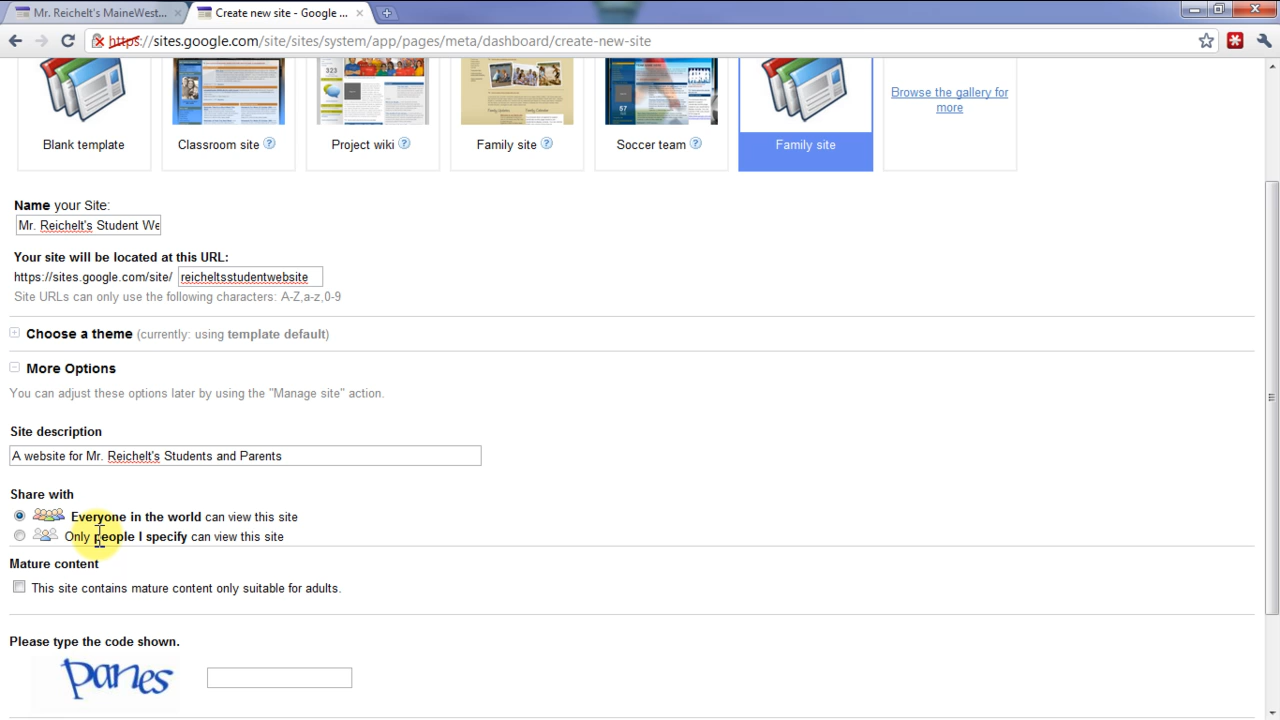 Mr. Reichelt's MaineWest...
Create new site - Google ...
https://sites.google.com/site/sites/system/app/pages/meta/dashboard/create-new-site
Blank template
Classroom site
Project wiki
Family site
Soccer team
Family site
Browse the gallery for
more
Name your Site:
Mr. Reichelt's Student We
Your site will be located at this URL:
https://sites.google.com/site/ reicheltsstudentwebsite
Site URLs can only use the following characters: A-Z,a-z,0-9
Choose a theme (currently: using template default)
More Options
You can adjust these options later by using the "Manage site" action.
Site description
A website for Mr. Reichelt's Students and Parents
Share with
Everyone in the world can view this site
Only people I specify can view this site
Mature content
This site contains mature content only suitable for adults.
Please type the code shown.
panes